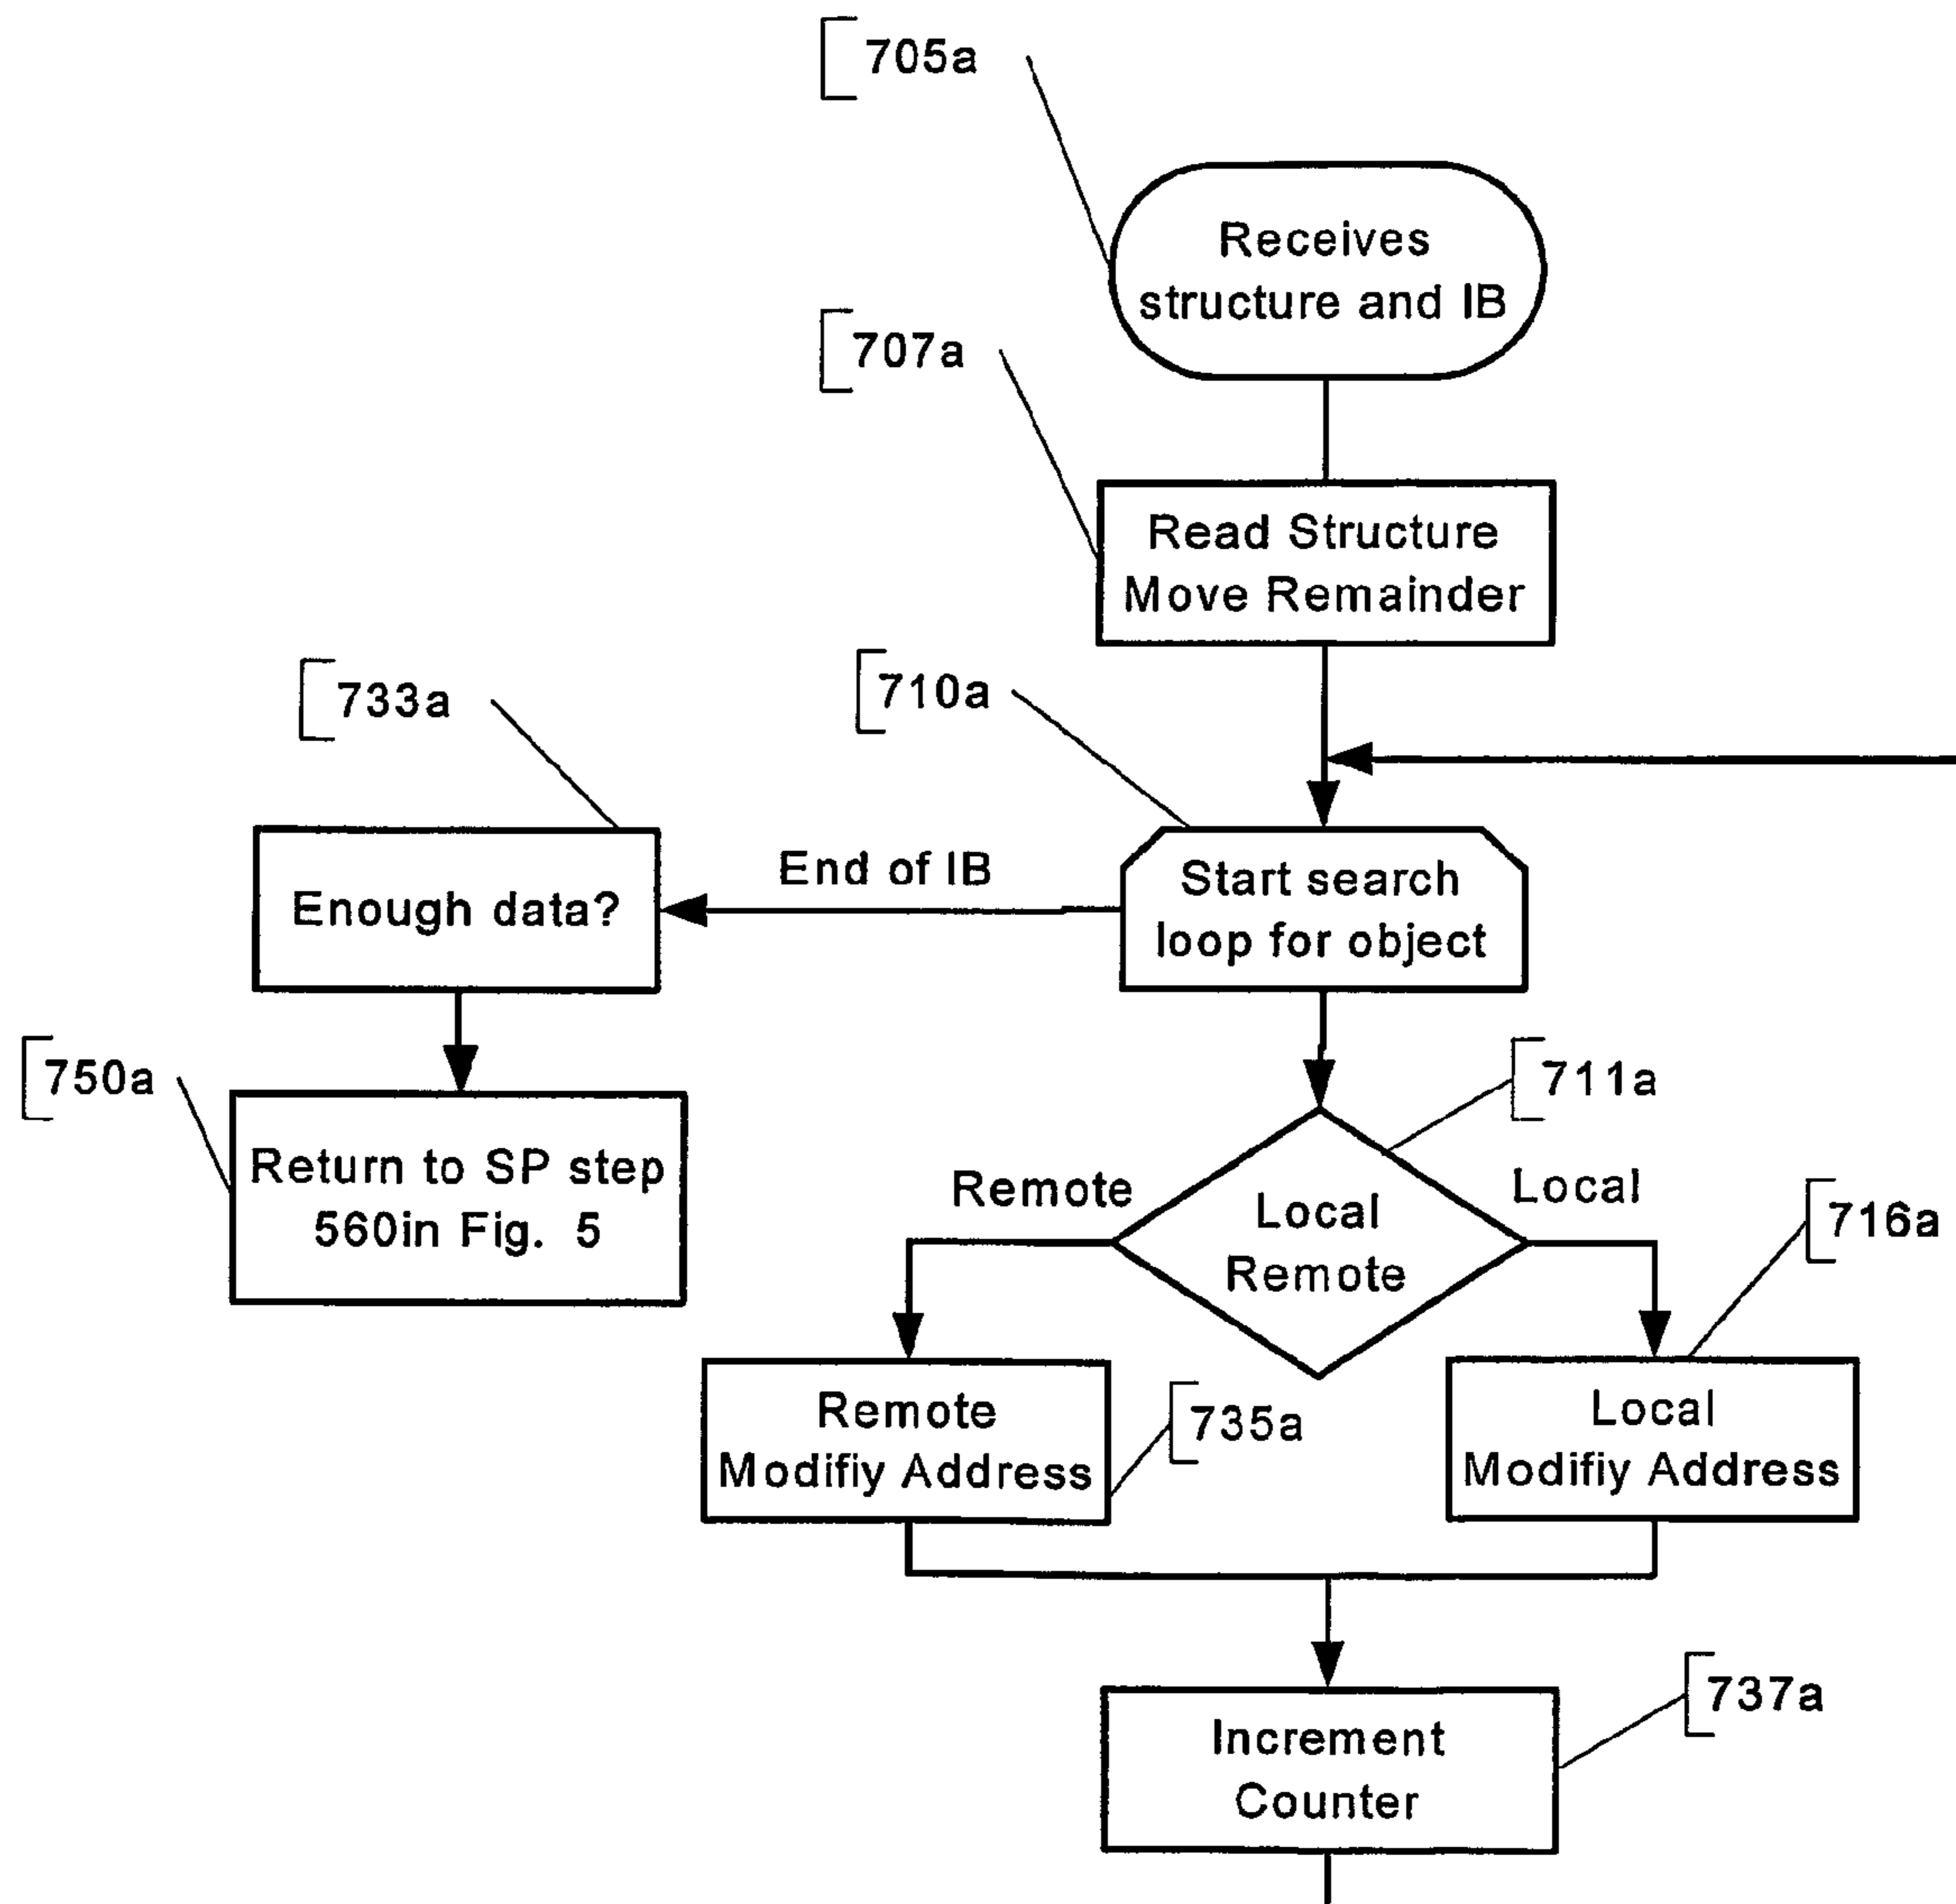 705a
Receives
structure and IB
707a
Read Structure
Move Remainder
733a
710a
End of IB
Enough data?
Start search
loop for object
750a
711a
Return to SP step
560in Fig. 5
Remote
Local
Local
Remote
716a
Remote
Modifiy Address
735a
Local
Modifiy Address
737a
Increment
Counter